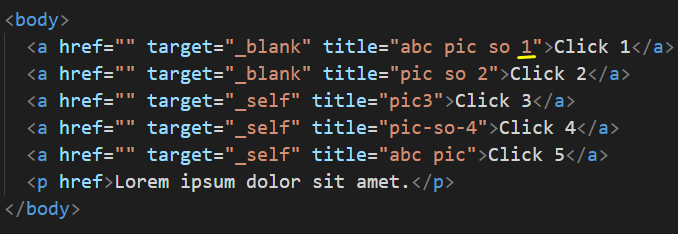 <body>
<a href="" target="_blank" title="abc pic so 1">Click 1</a>
<a href="" target="_blank" title="pic so 2">Click 2</a>
<a href="" target="_self" title="pic3">Click 3</a>
<a href="" target="_self" title="pic-so-4">Click 4</a>
<a href="" target="_self" title="abc pic">Click 5</a>
<p href>Lorem ipsum dolor sit amet.</p>
</body>